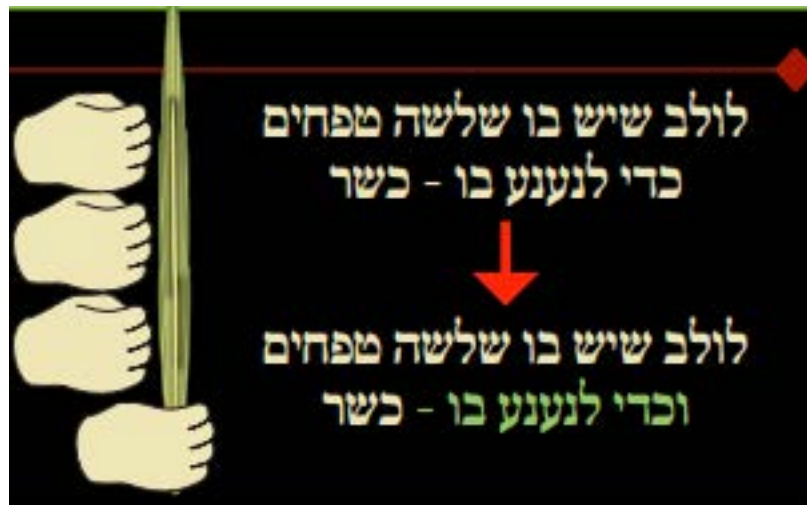 לולב שיש בו שלשה טפחים
כדי לנענע בו - כשר
לולב שיש בו שלשה טפחים
וכדי לנענע בו - כשר